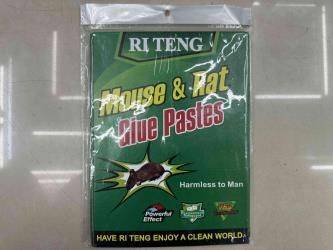 RI TENG
Mouse & Rat
Glue Pastes
Harmless to Man
Powerful
Effect
HAVE RI TENG ENJOY A CLEAN WORLD